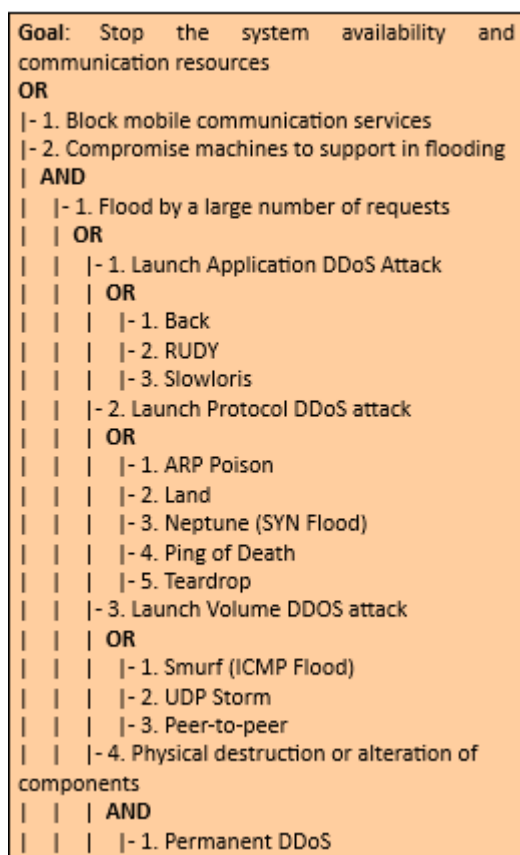 Goal: Stop the system availability and
communication resources
OR
|- 1. Block mobile communication services
|- 2. Compromise machines to support in flooding
| AND
| |- 1. Flood by a large number of requests
| | OR
| | |- 1. Launch Application DDoS Attack
| | | OR
| | | |- 1. Back
| | | |- 2. RUDY
| | | |- 3. Slowloris
| | |- 2. Launch Protocol DDoS attack
| | | OR
| | | |- 1. ARP Poison
| | | |- 2. Land
| | | |- 3. Neptune (SYN Flood)
| | | |- 4. Ping of Death
| | | |- 5. Teardrop
| | |- 3. Launch Volume DDOS attack
| | | OR
| | | |- 1. Smurf (ICMP Flood)
| | | |- 2. UDP Storm
| | | |- 3. Peer-to-peer
| | |- 4. Physical destruction or alteration of
components
| | | AND
| | | |- 1. Permanent DDoS